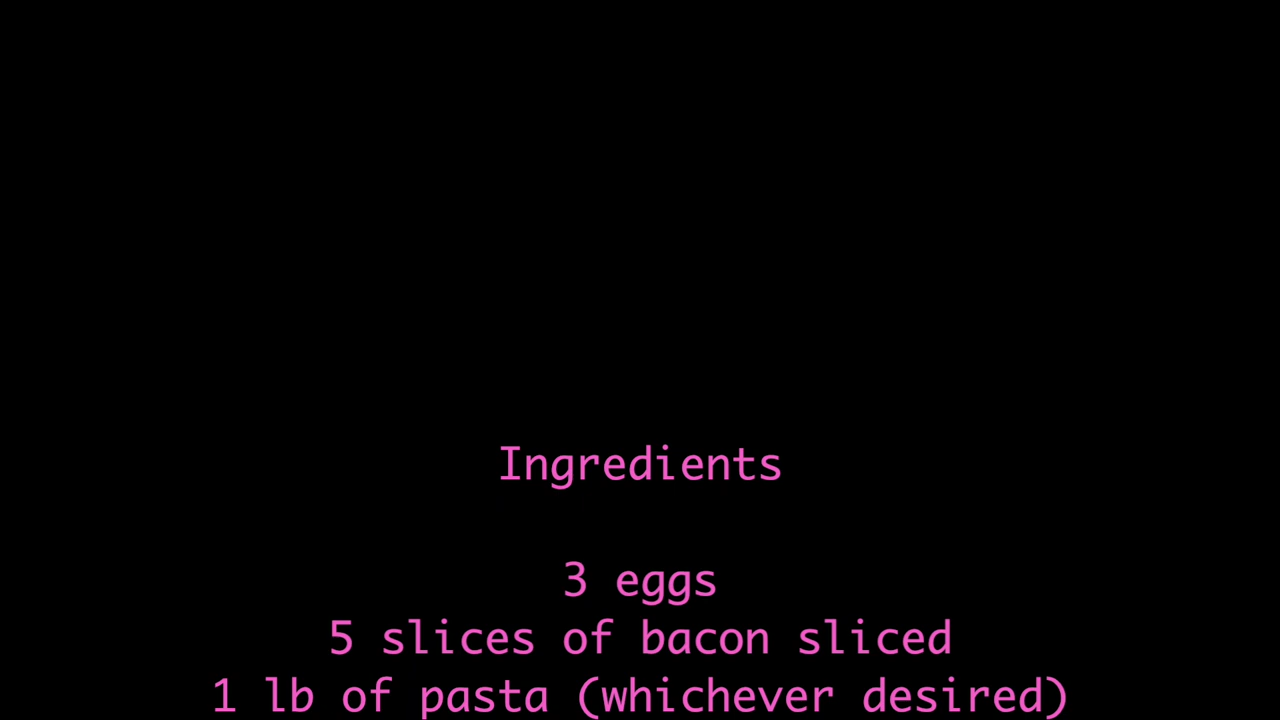 Ingredients
3 eggs
5 slices of bacon sliced
1 lb of pasta (whichever desired)